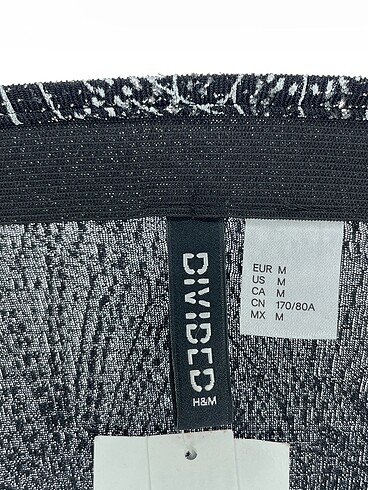 DIVIDED
H&M
EUR M
US M
CA M
CN 170/80A
MX M